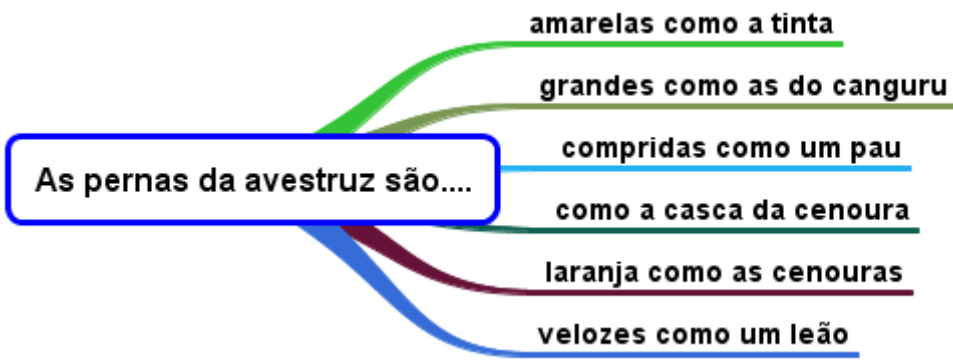 As pernas da avestruz são....
amarelas como a tinta
grandes como as do canguru
compridas como um pau
como a casca da cenoura
laranja como as cenouras
velozes como um leão